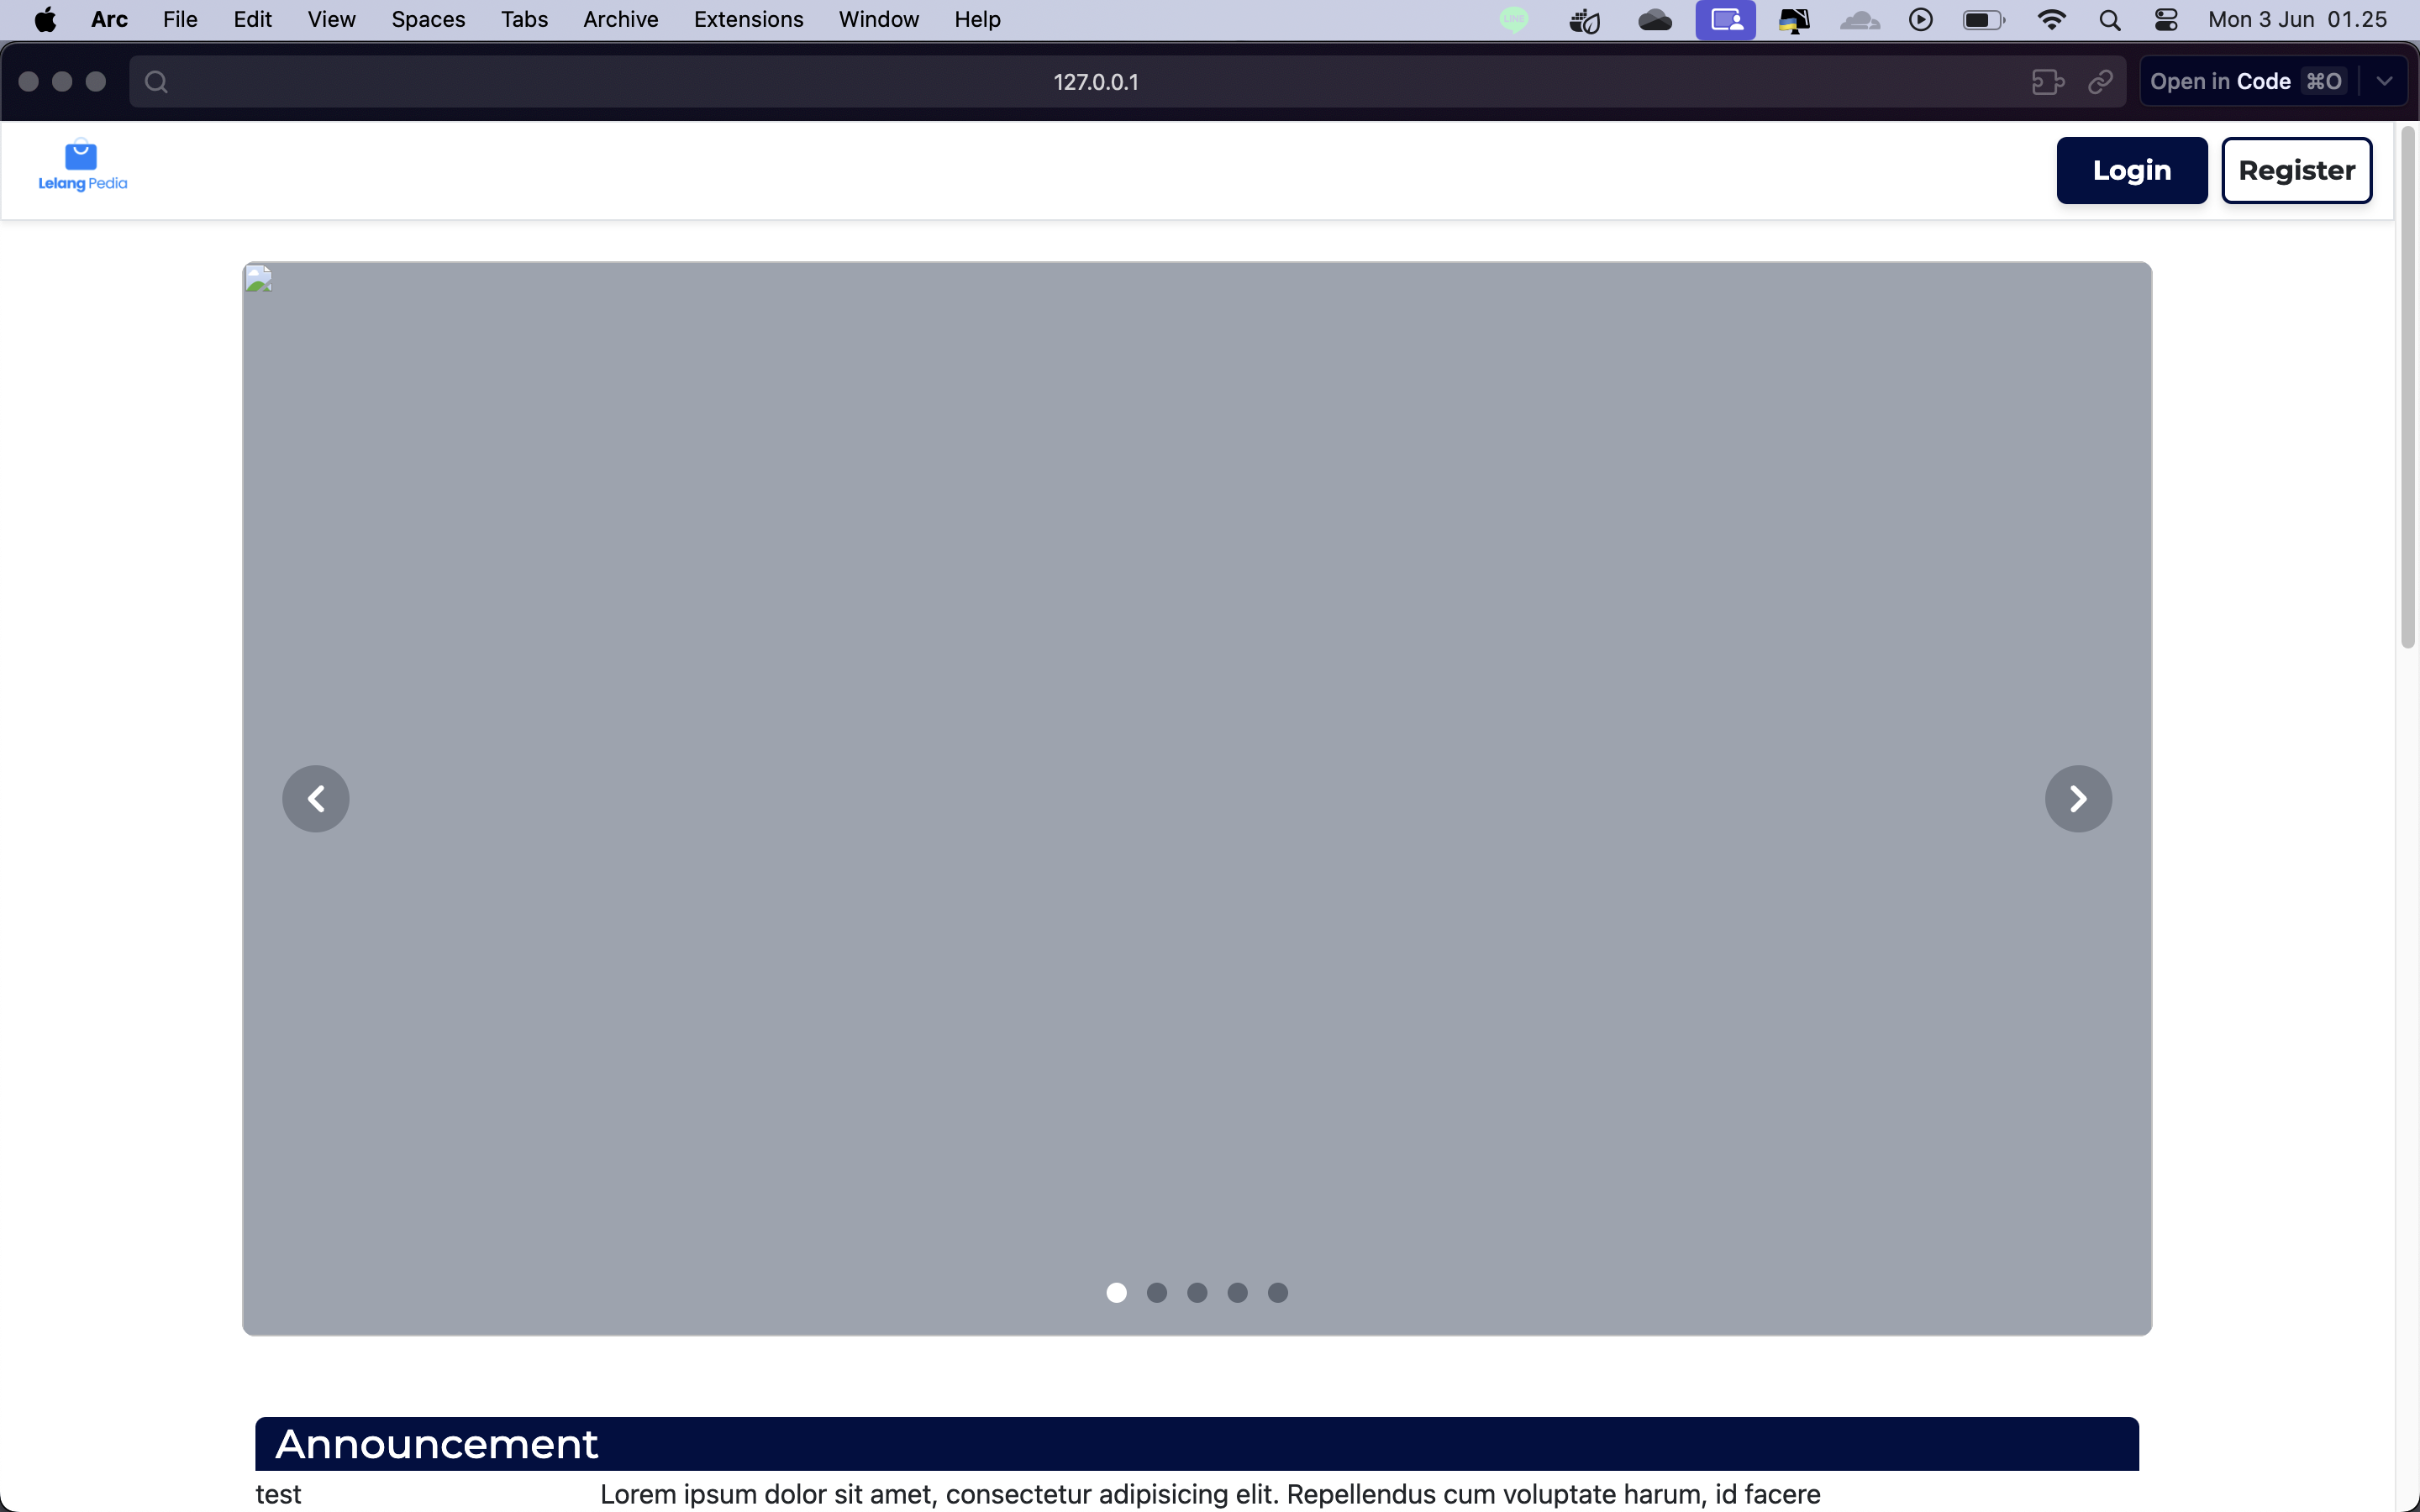 Arc File Edit View Spaces Tabs Archive Extensions Window Help LINE Mon 3 Jun 01.25
127.0.0.1 Open in Code ⌘O
Lelang Pedia
Login Register
Announcement
test Lorem ipsum dolor sit amet, consectetur adipisicing elit. Repellendus cum voluptate harum, id facere